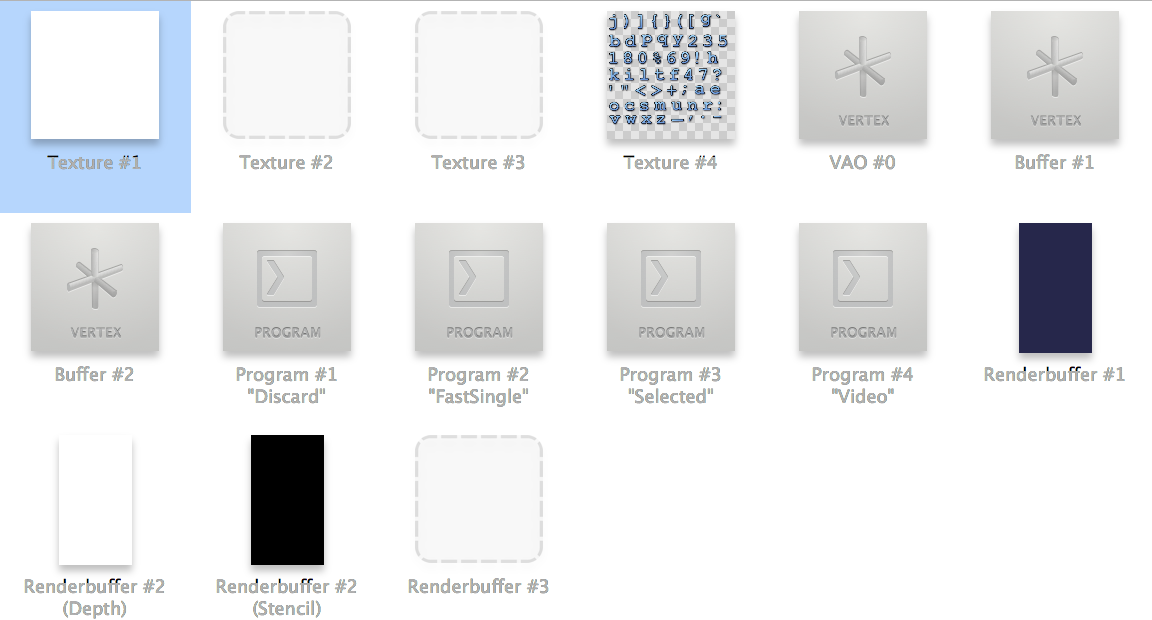 j)]{}([g`
bdpqy235
180%69!h
kiltf47?
'"<>+;ae
ocsmunr:
vwxz—,·-
Texture #1
Texture #2
Texture #3
Texture #4
VERTEX
VAO #0
VERTEX
Buffer #1
VERTEX
Buffer #2
PROGRAM
Program #1
"Discard"
PROGRAM
Program #2
"FastSingle"
PROGRAM
Program #3
"Selected"
PROGRAM
Program #4
"Video"
Renderbuffer #1
Renderbuffer #2
(Depth)
Renderbuffer #2
(Stencil)
Renderbuffer #3